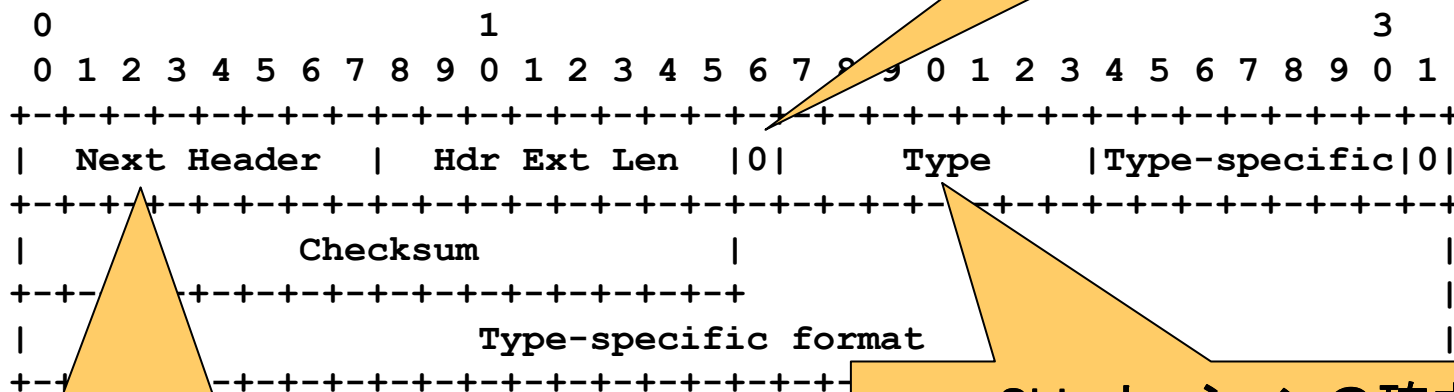 0 1 3
0 1 2 3 4 5 6 7 8 9 0 1 2 3 4 5 6 7 8 9 0 1 2 3 4 5 6 7 8 9 0 1
+-+-+-+-+-+-+-+-+-+-+-+-+-+-+-+-+-+-+-+-+-+-+-+-+-+-+-+-+-+-+-+-+
| Next Header | Hdr Ext Len |0| Type |Type-specific|0|
+-+-+-+-+-+-+-+-+-+-+-+-+-+-+-+-+-+-+-+-+-+-+-+-+-+-+-+-+-+-+-+-+
| Checksum | |
+-+-+-+-+-+-+-+-+-+-+-+-+-+-+-+-+ |
| Type-specific format |